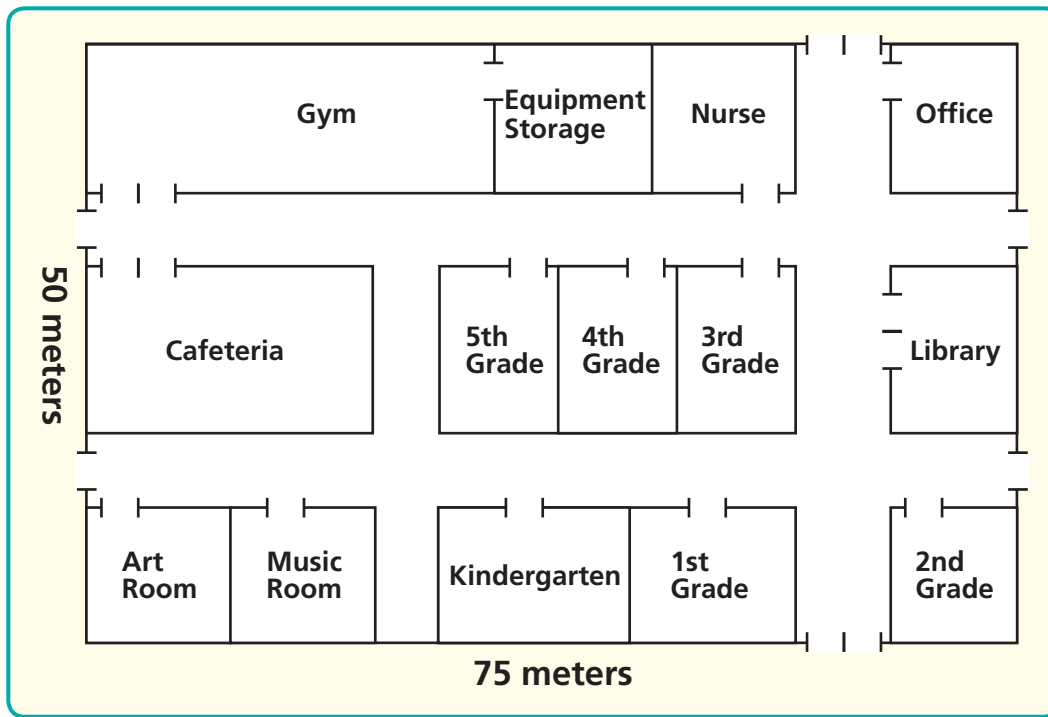 Gym
Equipment
Storage
Nurse
Office
50 meters
Cafeteria
5th
Grade
4th
Grade
3rd
Grade
Library
Art
Room
Music
Room
Kindergarten
1st
Grade
2nd
Grade
75 meters